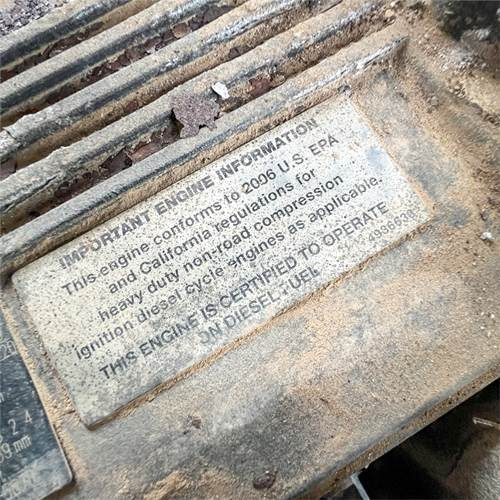 IMPORTANT ENGINE INFORMATION
This engine conforms to 2006 U.S. EPA
and California regulations for
heavy duty non-road compression
ignition diesel cycle engines as applicable.
THIS ENGINE IS CERTIFIED TO OPERATE
ON DIESEL FUEL